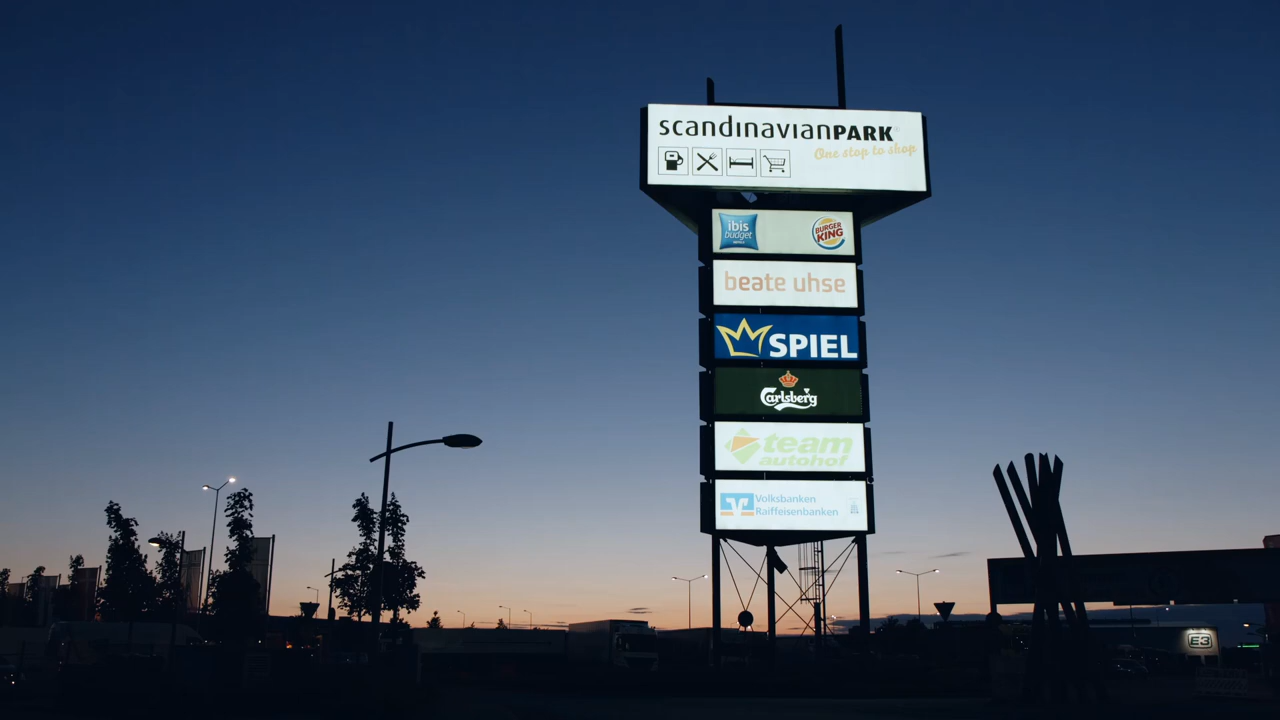 scandinavianPARK
One stop to shop
ibis
budget
BURGER
KING
beate uhse
SPIEL
Carlsberg
team
autohof
Volksbanken
Raiffeisenbanken
E3